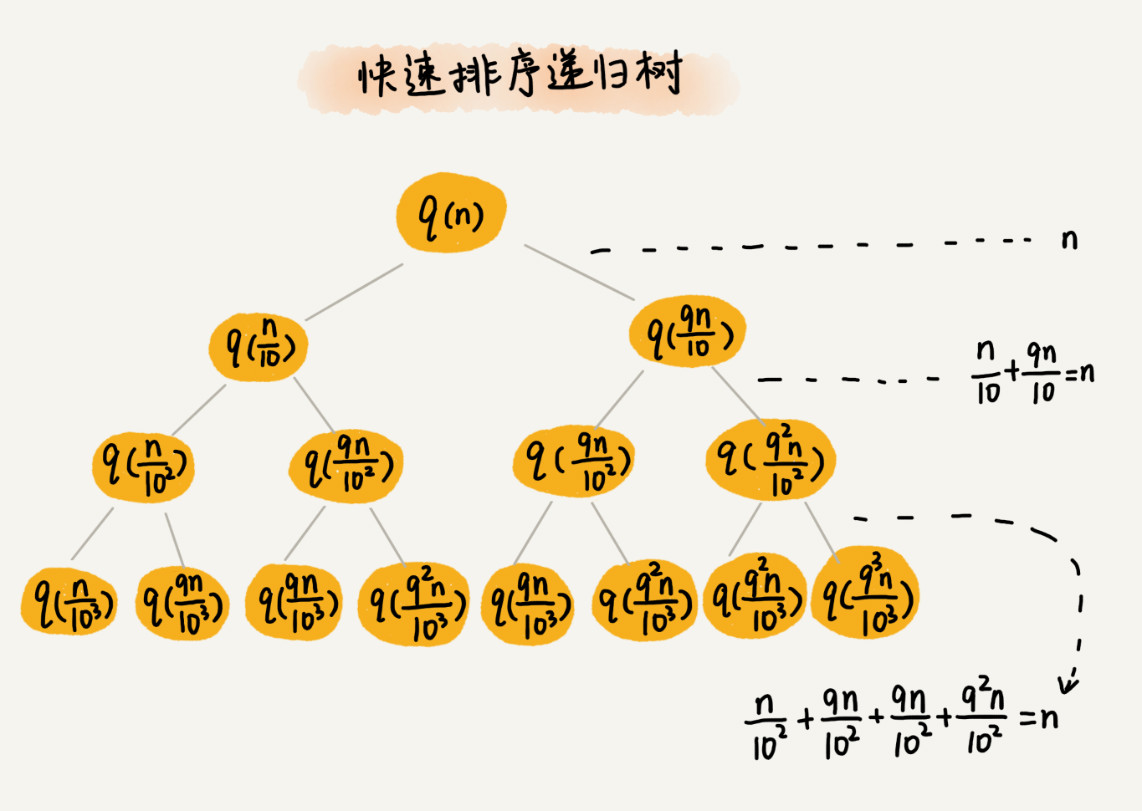 快速排序递归树
q(n)
n
q(n/10) q(9n/10)
n/10 + 9n/10 = n
q(n/10²) q(9n/10²) q(9n/10²) q(9²n/10²)
q(n/10³) q(9n/10³) q(9n/10³) q(9²n/10³) q(9n/10³) q(9²n/10³) q(9²n/10³) q(9³n/10³)
n/10² + 9n/10² + 9n/10² + 9²n/10² = n